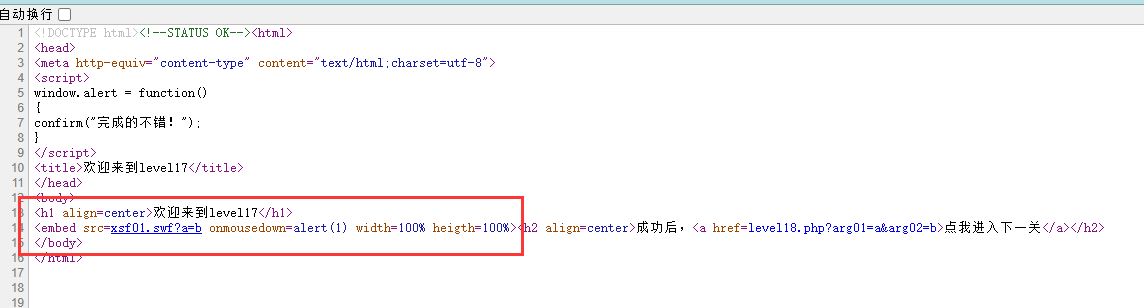 自动换行
1 <!DOCTYPE html><!--STATUS OK--><html>
2 <head>
3 <meta http-equiv="content-type" content="text/html;charset=utf-8">
4 <script>
5 window.alert = function()
6 {
7 confirm("完成的不错！");
8 }
9 </script>
10 <title>欢迎来到level17</title>
11 </head>
12 <body>
13 <h1 align=center>欢迎来到level17</h1>
14 <embed src=xsf01.swf?a=b onmousedown=alert(1) width=100% heigth=100%><h2 align=center>成功后，<a href=level18.php?arg01=a&arg02=b>点我进入下一关</a></h2>
15 </body>
16 </html>
17
18
19